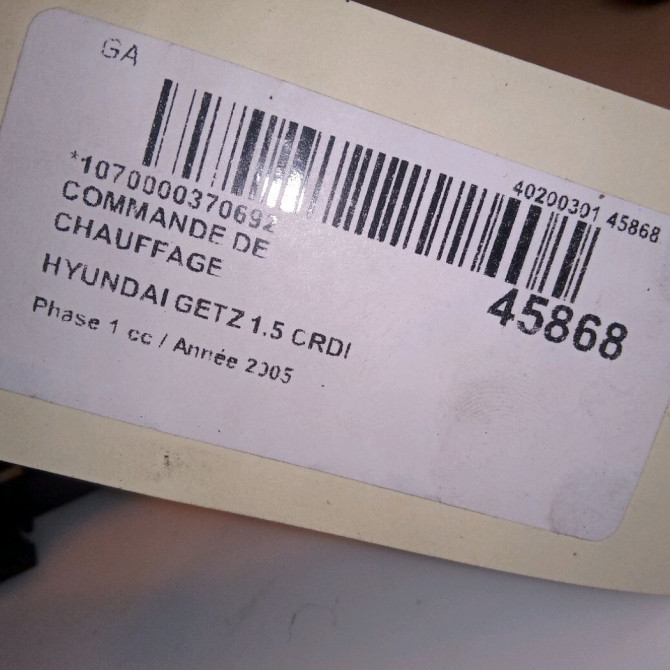 GA
40200301 45868
*1070000370692
COMMANDE DE
CHAUFFAGE
45868
HYUNDAI GETZ 1.5 CRDI
Phase 1 cc / Année 2005